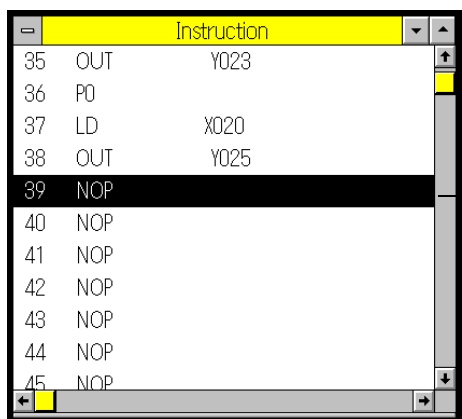 Instruction
35 OUT Y023
36 P0
37 LD X020
38 OUT Y025
39 NOP
40 NOP
41 NOP
42 NOP
43 NOP
44 NOP
45 NOP